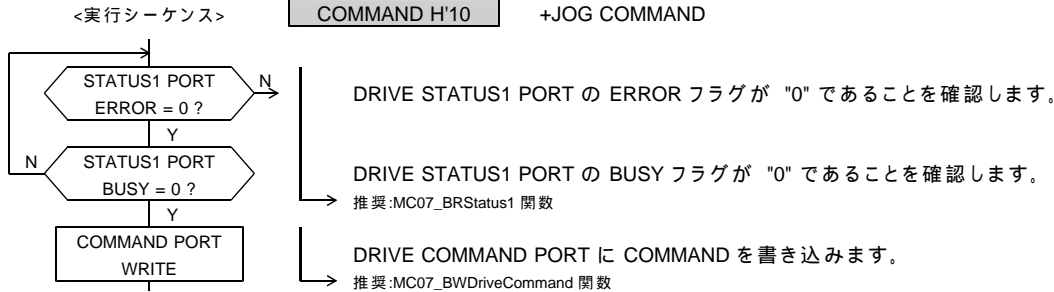 <実行シーケンス> COMMAND H'10 +JOG COMMAND
STATUS1 PORT
ERROR = 0 ?
N
DRIVE STATUS1 PORT の ERROR フラグが "0" であることを確認します。
Y
N
STATUS1 PORT
BUSY = 0 ?
DRIVE STATUS1 PORT の BUSY フラグが "0" であることを確認します。
推奨:MC07_BRStatus1 関数
Y
COMMAND PORT
WRITE
DRIVE COMMAND PORT に COMMAND を書き込みます。
推奨:MC07_BWDriveCommand 関数